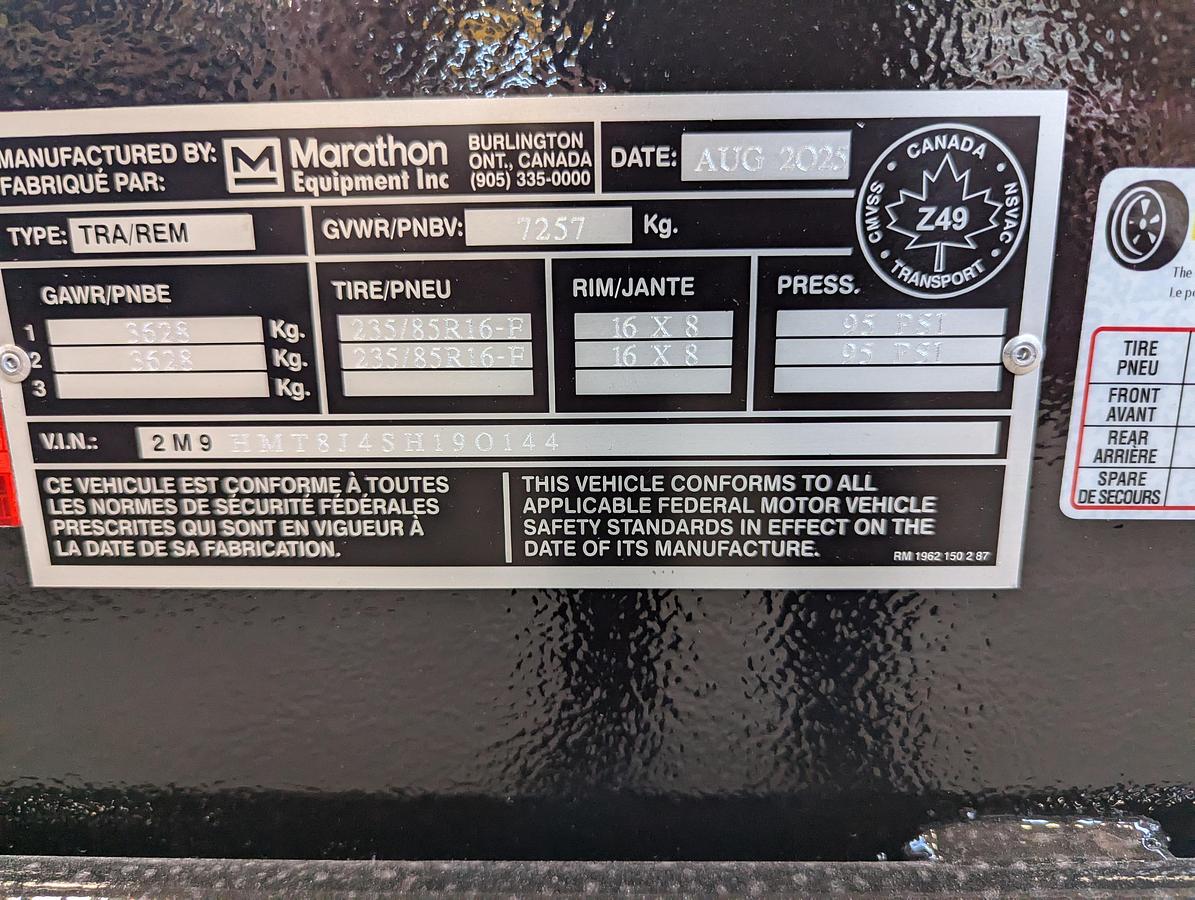 MANUFACTURED BY:
FABRIQUÉ PAR:
Marathon
Equipment Inc
BURLINGTON
ONT., CANADA
(905) 335-0000
DATE: AUG 2025
TYPE: TRA/REM
GVWR/PNBV: 7257 Kg.
CANADA
CMVSS
NSVAC
Z49
TRANSPORT
GAWR/PNBE TIRE/PNEU RIM/JANTE PRESS.
1 3628 Kg. 235/85R16-F 16 X 8 95 PSI
2 3628 Kg. 235/85R16-F 16 X 8 95 PSI
3 Kg.
V.I.N.: 2M9HMT8J4SH190144
CE VEHICULE EST CONFORME À TOUTES
LES NORMES DE SÉCURITÉ FÉDÉRALES
PRESCRITES QUI SONT EN VIGUEUR À
LA DATE DE SA FABRICATION.
THIS VEHICLE CONFORMS TO ALL
APPLICABLE FEDERAL MOTOR VEHICLE
SAFETY STANDARDS IN EFFECT ON THE
DATE OF ITS MANUFACTURE.
RM 1962 150 2 87
The
Le
TIRE
PNEU
FRONT
AVANT
REAR
ARRIÈRE
SPARE
DE SECOURS